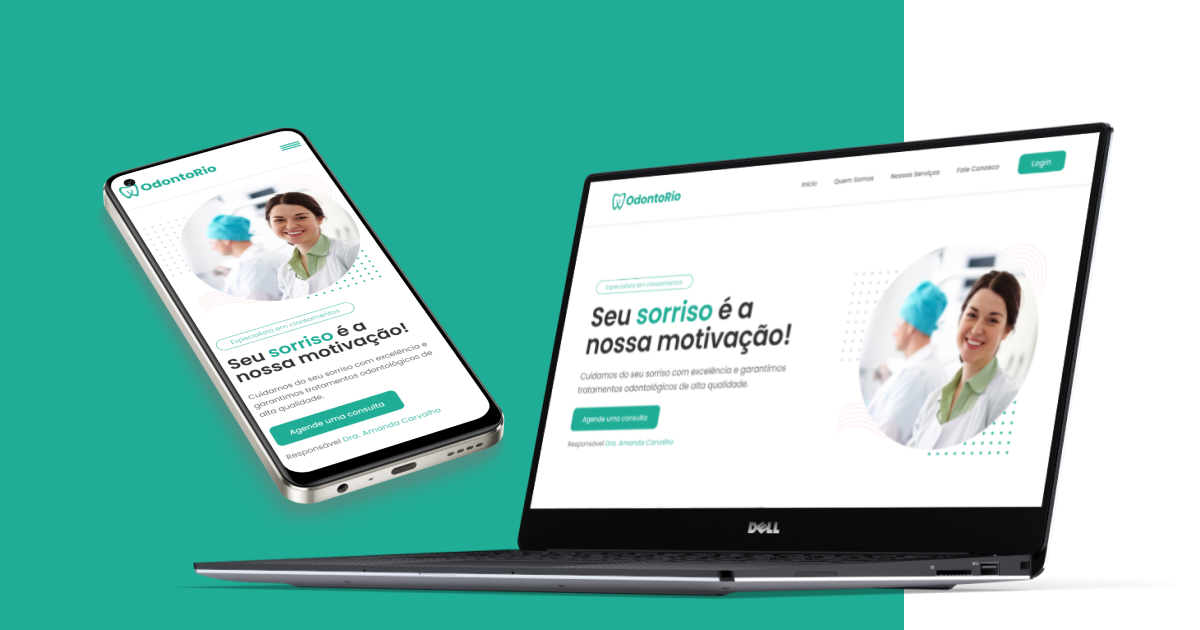 OdontoRio
Especialista em clareamentos
Seu sorriso é a
nossa motivação!
Cuidamos do seu sorriso com excelência e
garantimos tratamentos odontológicos de
alta qualidade.
Agende uma consulta
Responsável Dra. Amanda Carvalho
OdontoRio
Início
Quem Somos
Nossos Serviços
Fale Conosco
Login
Especialista em clareamentos
Seu sorriso é a
nossa motivação!
Cuidamos do seu sorriso com excelência e garantimos
tratamentos odontológicos de alta qualidade.
Agende uma consulta
Responsável Dra. Amanda Carvalho
DELL